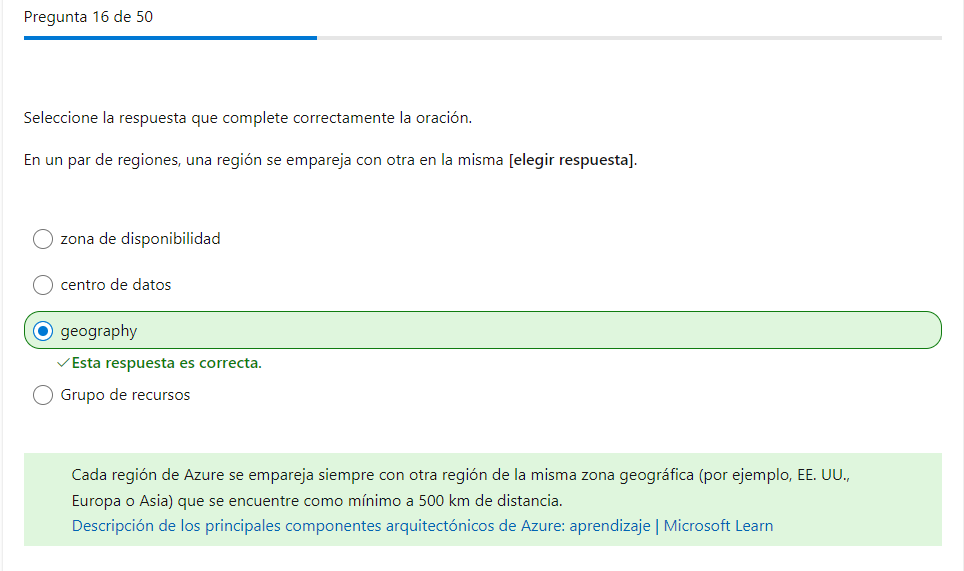 Pregunta 16 de 50
Seleccione la respuesta que complete correctamente la oración.
En un par de regiones, una región se empareja con otra en la misma [elegir respuesta].
zona de disponibilidad
centro de datos
geography
✓Esta respuesta es correcta.
Grupo de recursos
Cada región de Azure se empareja siempre con otra región de la misma zona geográfica (por ejemplo, EE. UU.,
Europa o Asia) que se encuentre como mínimo a 500 km de distancia.
Descripción de los principales componentes arquitectónicos de Azure: aprendizaje | Microsoft Learn